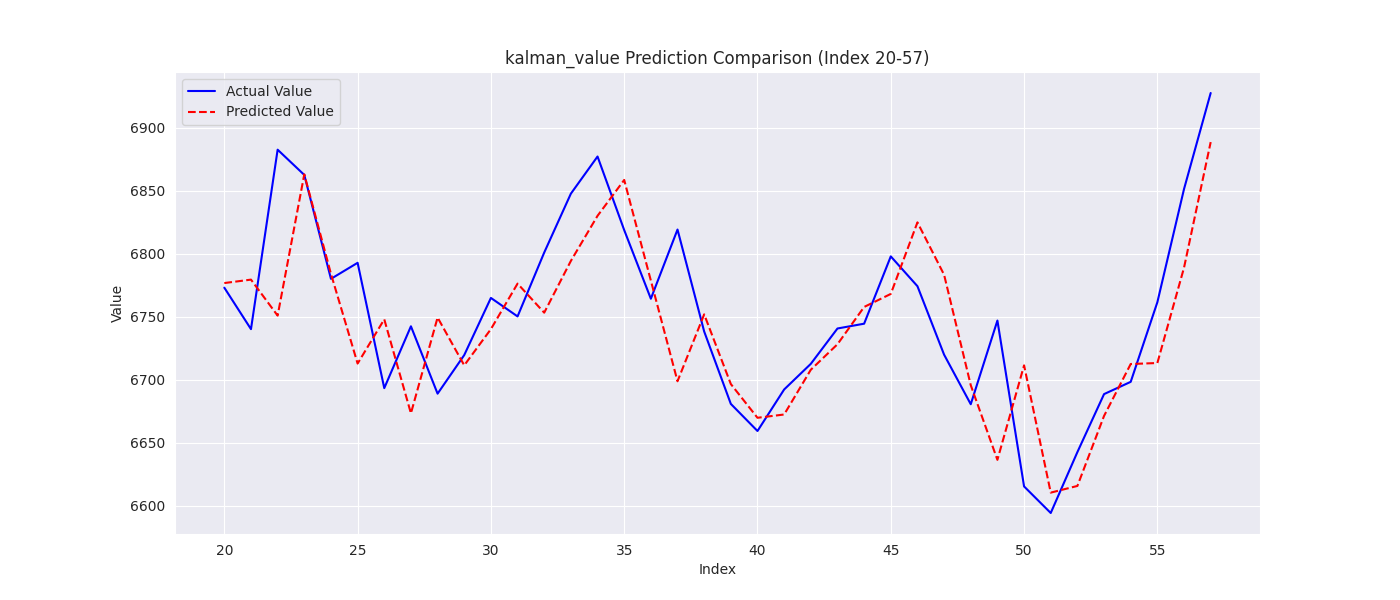 kalman_value Prediction Comparison (Index 20-57)
Actual Value
Predicted Value
6900
6850
6800
6750
6700
6650
6600
Value
20 25 30 35 40 45 50 55
Index